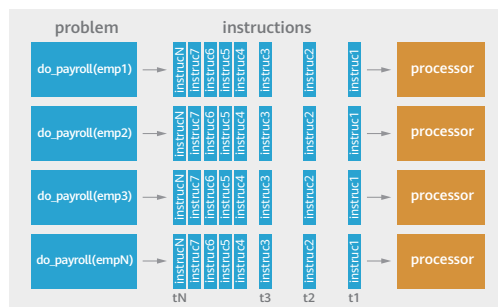 problem instructions
do_payroll(emp1) instrucN instruc7 instruc6 instruc5 instruc4 instruc3 instruc2 instruc1 processor
do_payroll(emp2) instrucN instruc7 instruc6 instruc5 instruc4 instruc3 instruc2 instruc1 processor
do_payroll(emp3) instrucN instruc7 instruc6 instruc5 instruc4 instruc3 instruc2 instruc1 processor
do_payroll(empN) instrucN instruc7 instruc6 instruc5 instruc4 instruc3 instruc2 instruc1 processor
tN t3 t2 t1